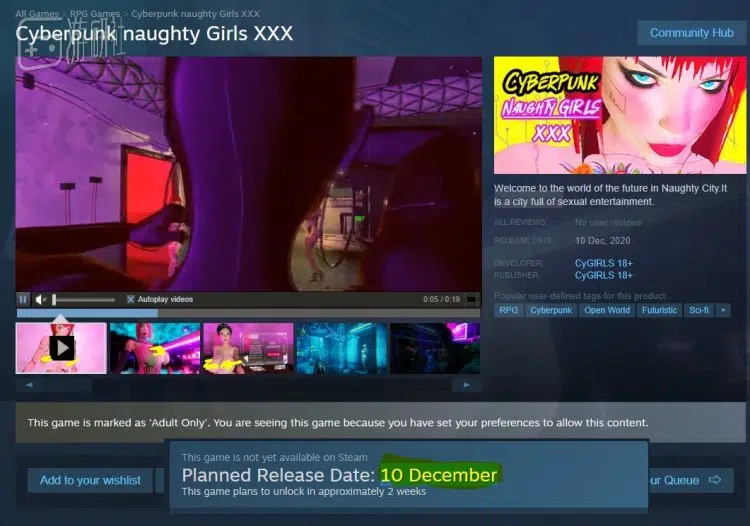 All Games > RPG Games > Cyberpunk naughty Girls XXX
游研社
Cyberpunk naughty Girls XXX
Community Hub
CYBERPUNK
NAUGHTY GIRLS
XXX
Welcome to the world of the future in Naughty City.It
is a city full of sexual entertainment.
ALL REVIEWS: No user reviews
RELEASE DATE: 10 Dec, 2020
DEVELOPER: CyGIRLS 18+
PUBLISHER: CyGIRLS 18+
Popular user-defined tags for this product:
RPG Cyberpunk Open World Futuristic Sci-fi +
Autoplay videos
0:05 / 0:19
This game is marked as 'Adult Only'. You are seeing this game because you have set your preferences to allow this content.
Add to your wishlist
ur Queue
This game is not yet available on Steam
Planned Release Date: 10 December
This game plans to unlock in approximately 2 weeks